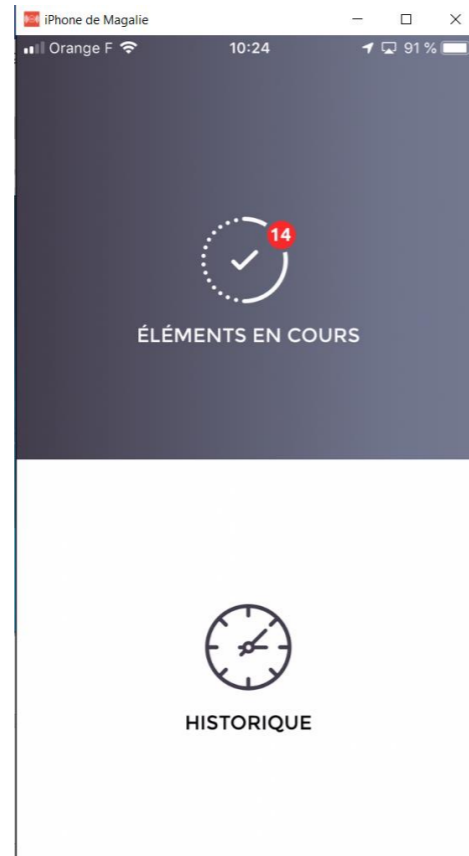 iPhone de Magalie
Orange F 10:24 91 %
14
ÉLÉMENTS EN COURS
HISTORIQUE